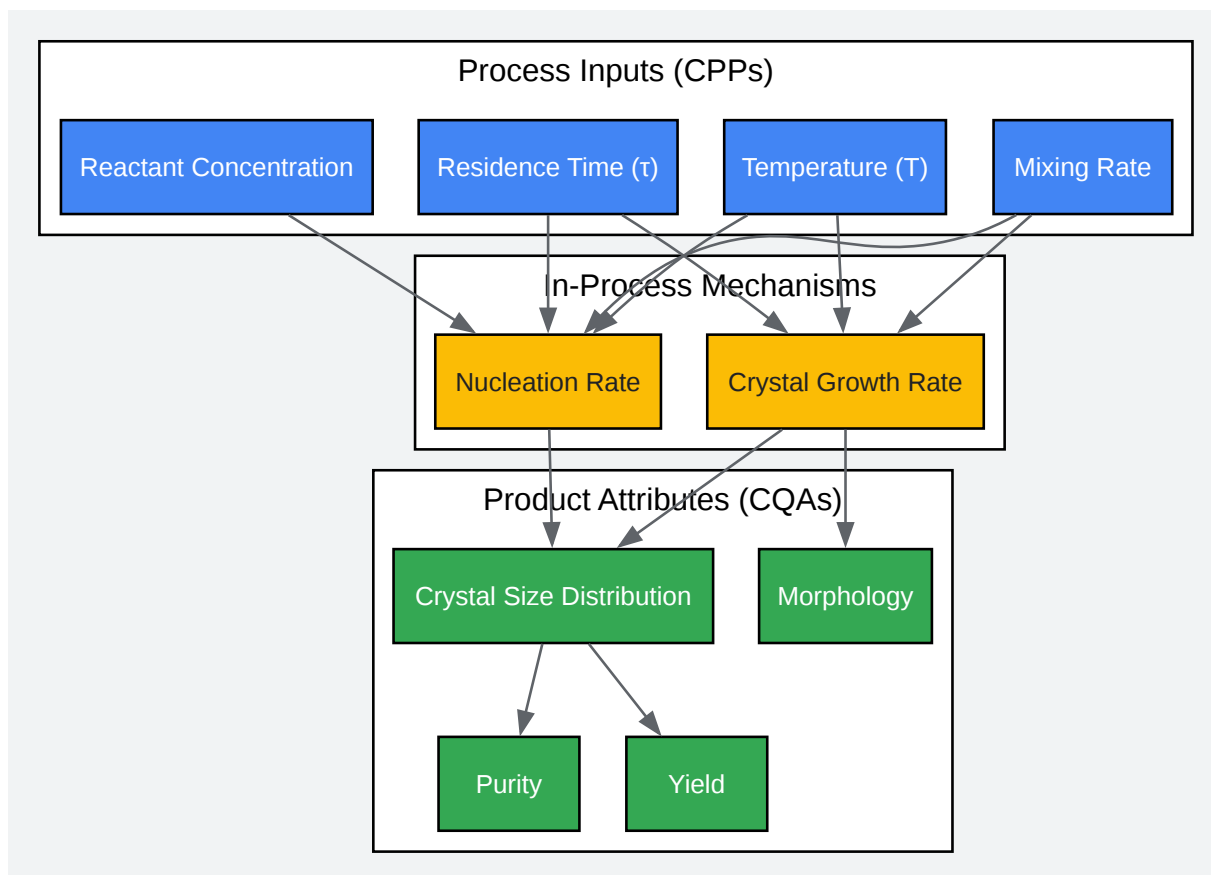 Process Inputs (CPPs)
Reactant Concentration
Residence Time (τ)
Temperature (T)
Mixing Rate
In-Process Mechanisms
Nucleation Rate
Crystal Growth Rate
Product Attributes (CQAs)
Crystal Size Distribution
Morphology
Purity
Yield